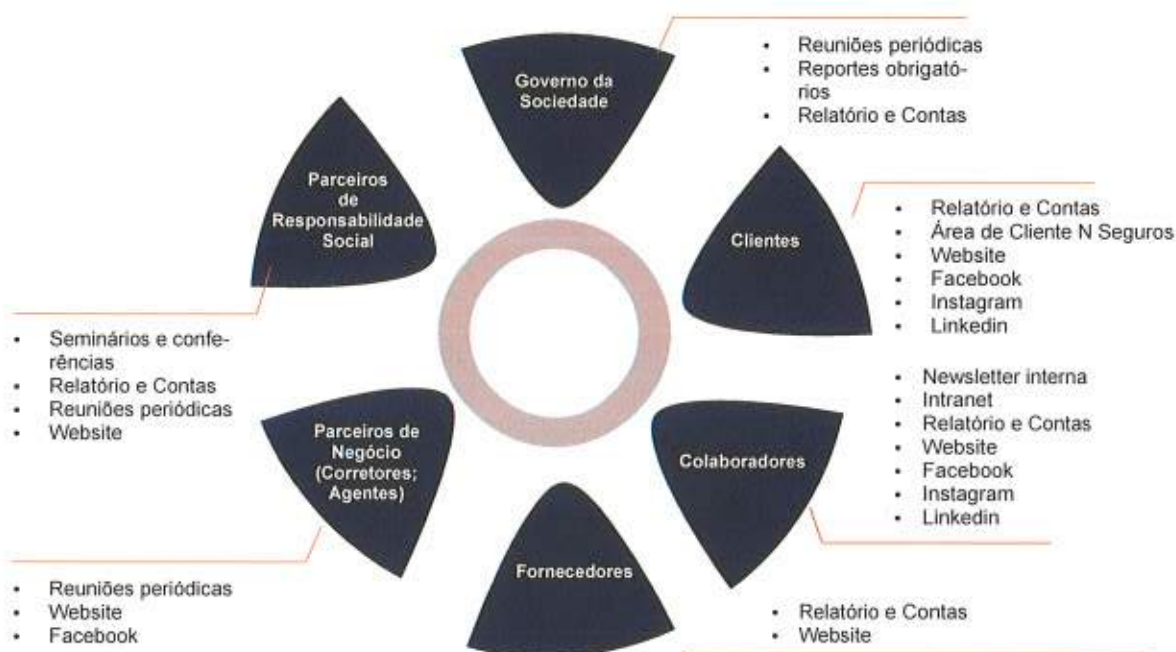 Governo da
Sociedade
• Reuniões periódicas
• Reportes obrigató-
rios
• Relatório e Contas
Clientes
• Relatório e Contas
• Área de Cliente N Seguros
• Website
• Facebook
• Instagram
• Linkedin
Colaboradores
• Newsletter interna
• Intranet
• Relatório e Contas
• Website
• Facebook
• Instagram
• Linkedin
Fornecedores
• Relatório e Contas
• Website
Parceiros de
Negócio
(Corretores;
Agentes)
• Reuniões periódicas
• Website
• Facebook
Parceiros
de
Responsabilidade
Social
• Seminários e confe-
rências
• Relatório e Contas
• Reuniões periódicas
• Website